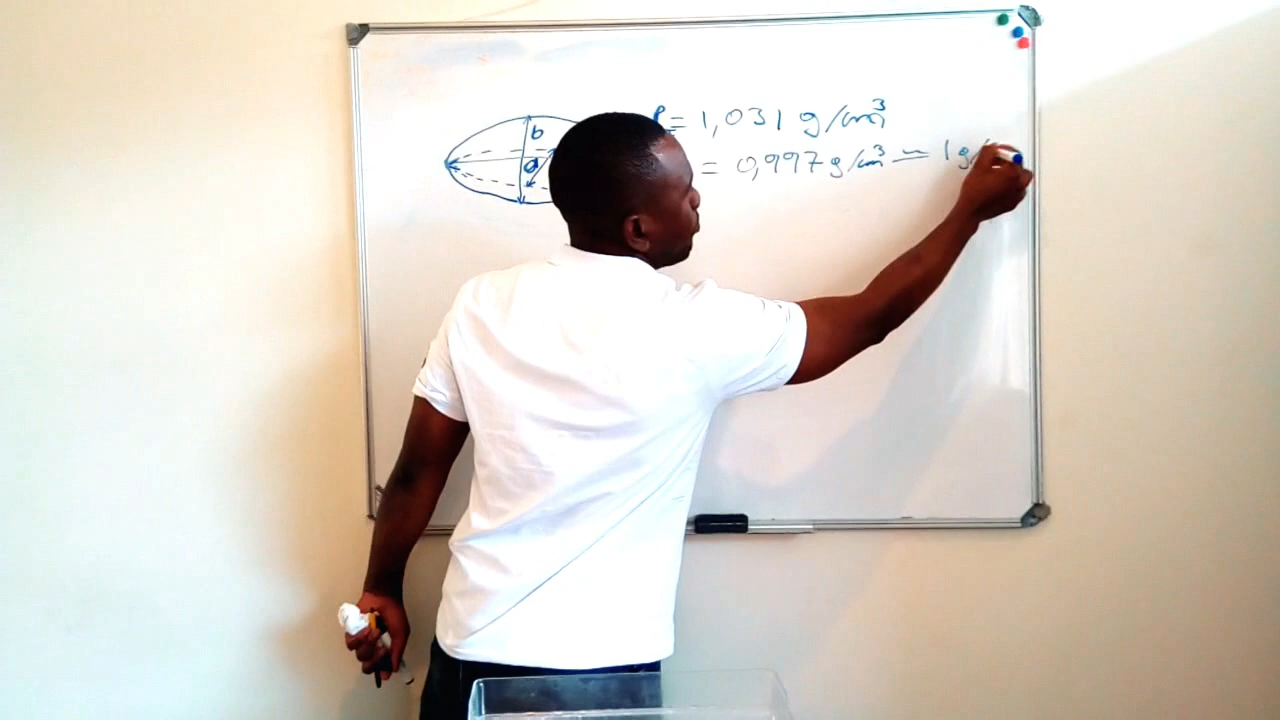 b
a
ρ = 1,031 g/cm³
= 0,997 g/cm³ ≃ 1 g/